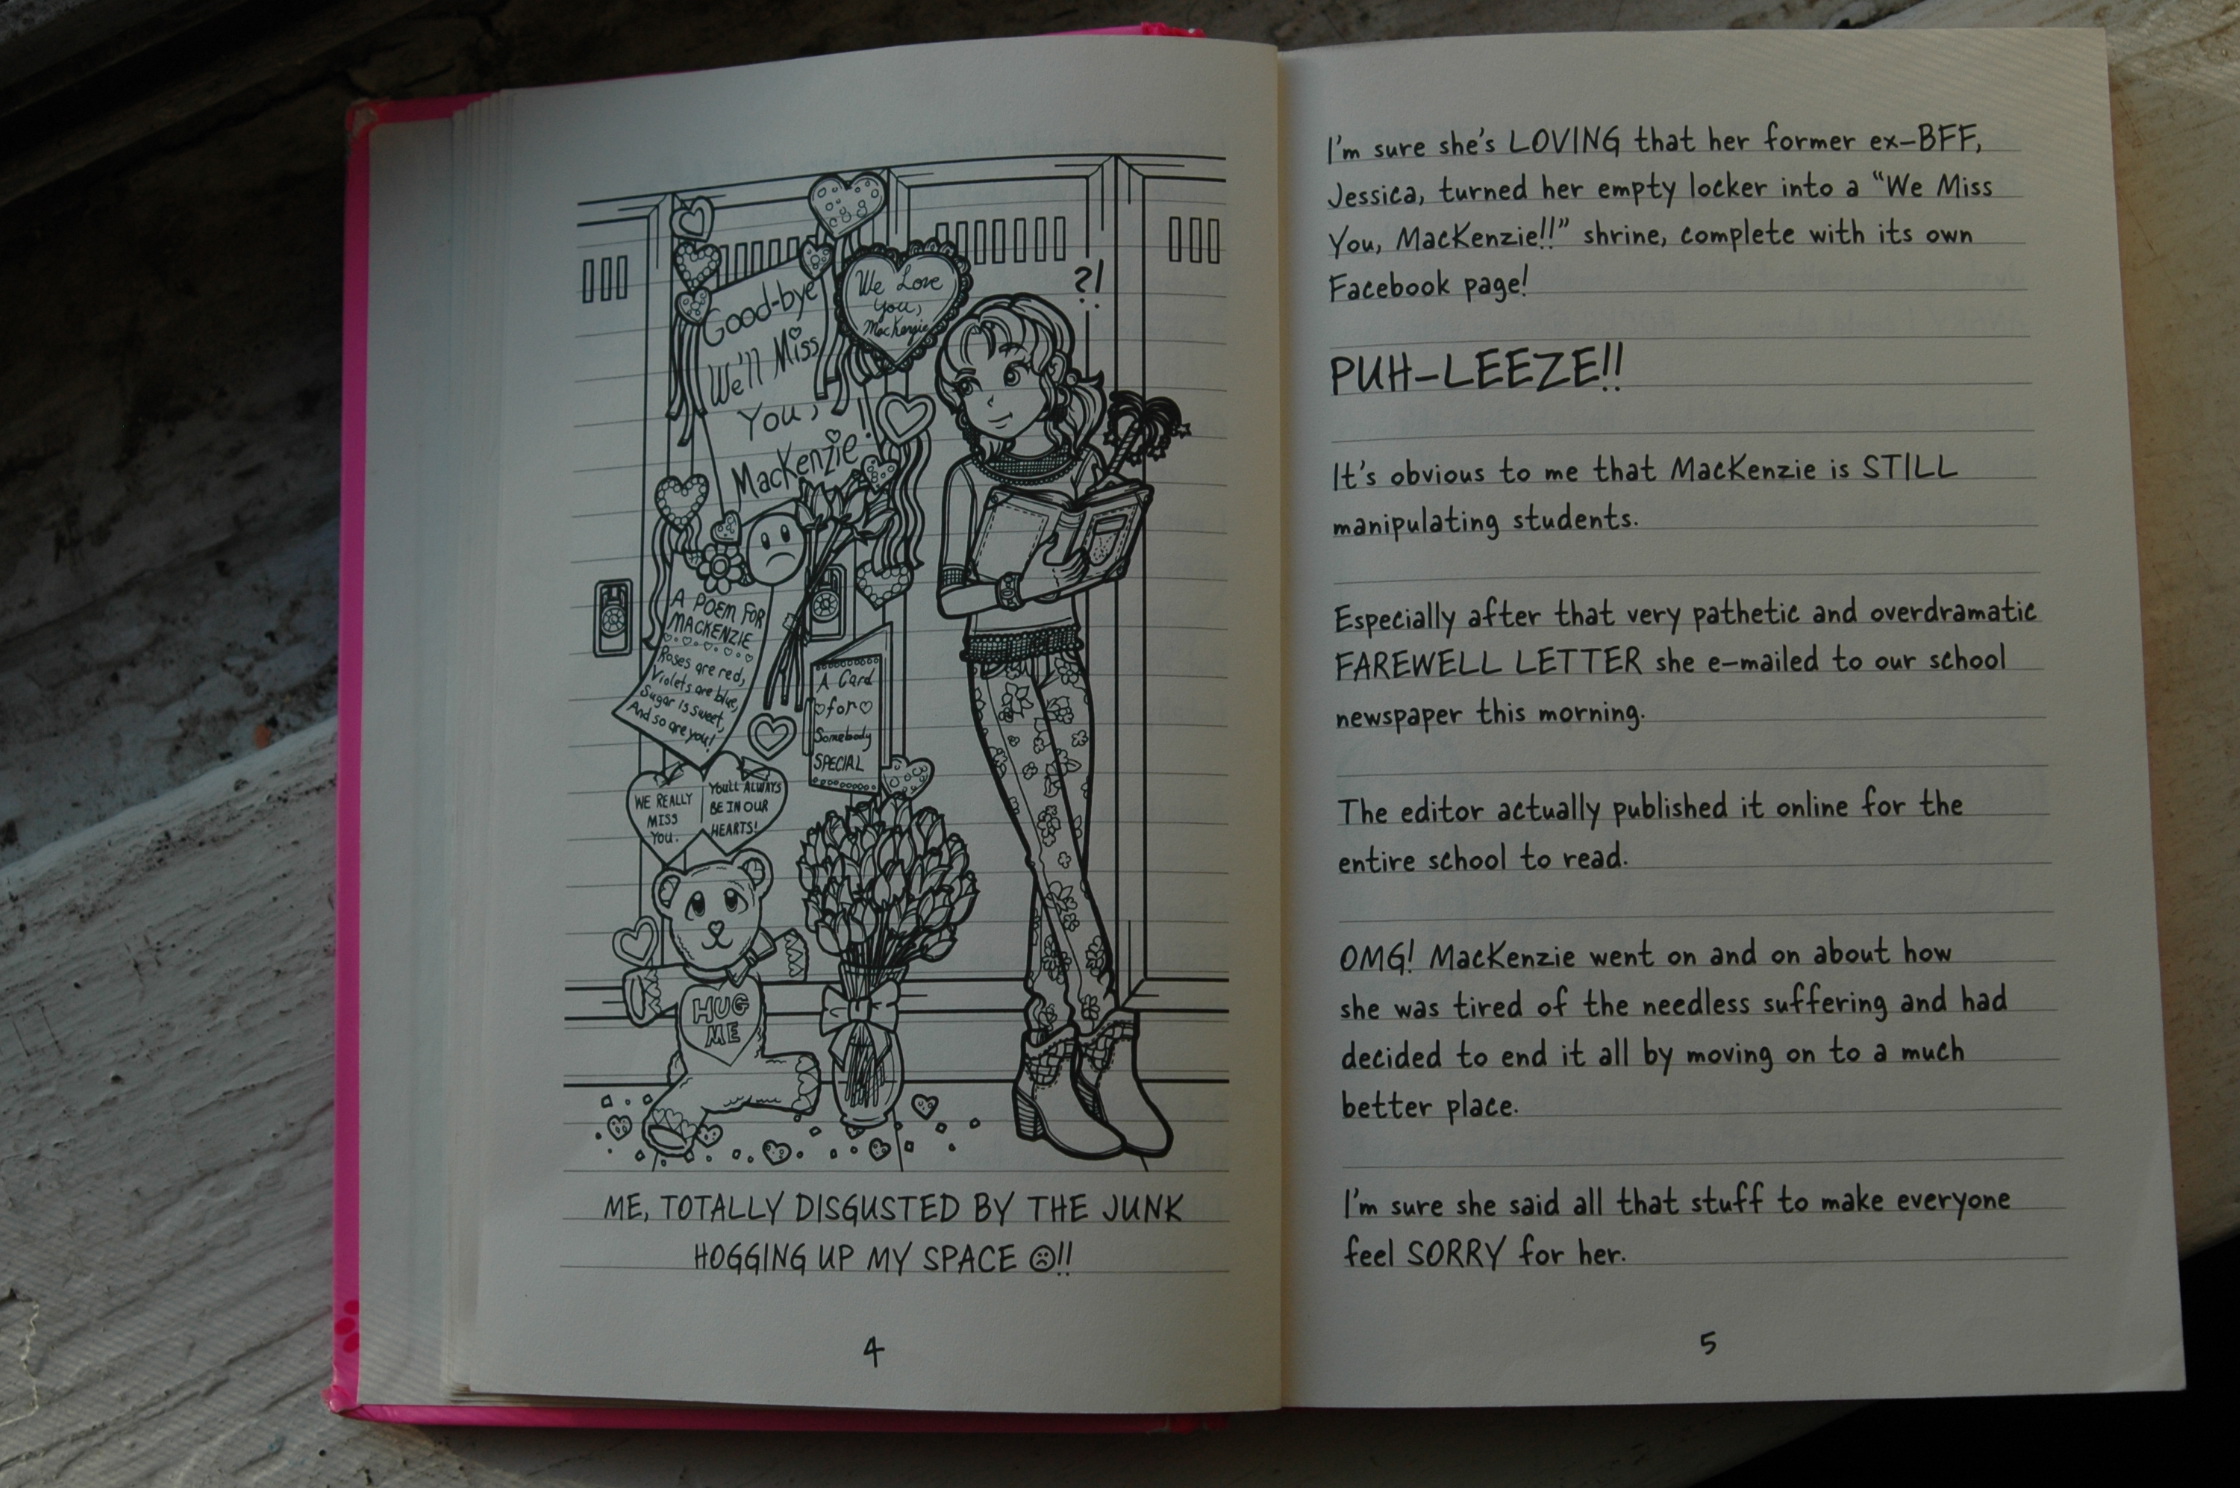 Good-bye
We'll Miss
You,
MacKenzie!
We Love
You,
MacKenzie
?!
A POEM FOR
MACKENZIE
Roses are red,
Violets are blue,
Sugar is sweet,
And so are you!
A Card
for
Somebody
SPECIAL
WE REALLY
MISS
YOU.
YOU'LL ALWAYS
BE IN OUR
HEARTS!
HUG
ME
ME, TOTALLY DISGUSTED BY THE JUNK
HOGGING UP MY SPACE ☹!!
4
I'm sure she's LOVING that her former ex-BFF,
Jessica, turned her empty locker into a "We Miss
You, MacKenzie!!" shrine, complete with its own
Facebook page!
PUH-LEEZE!!
It's obvious to me that MacKenzie is STILL
manipulating students.
Especially after that very pathetic and overdramatic
FAREWELL LETTER she e-mailed to our school
newspaper this morning.
The editor actually published it online for the
entire school to read.
OMG! MacKenzie went on and on about how
she was tired of the needless suffering and had
decided to end it all by moving on to a much
better place.
I'm sure she said all that stuff to make everyone
feel SORRY for her.
5